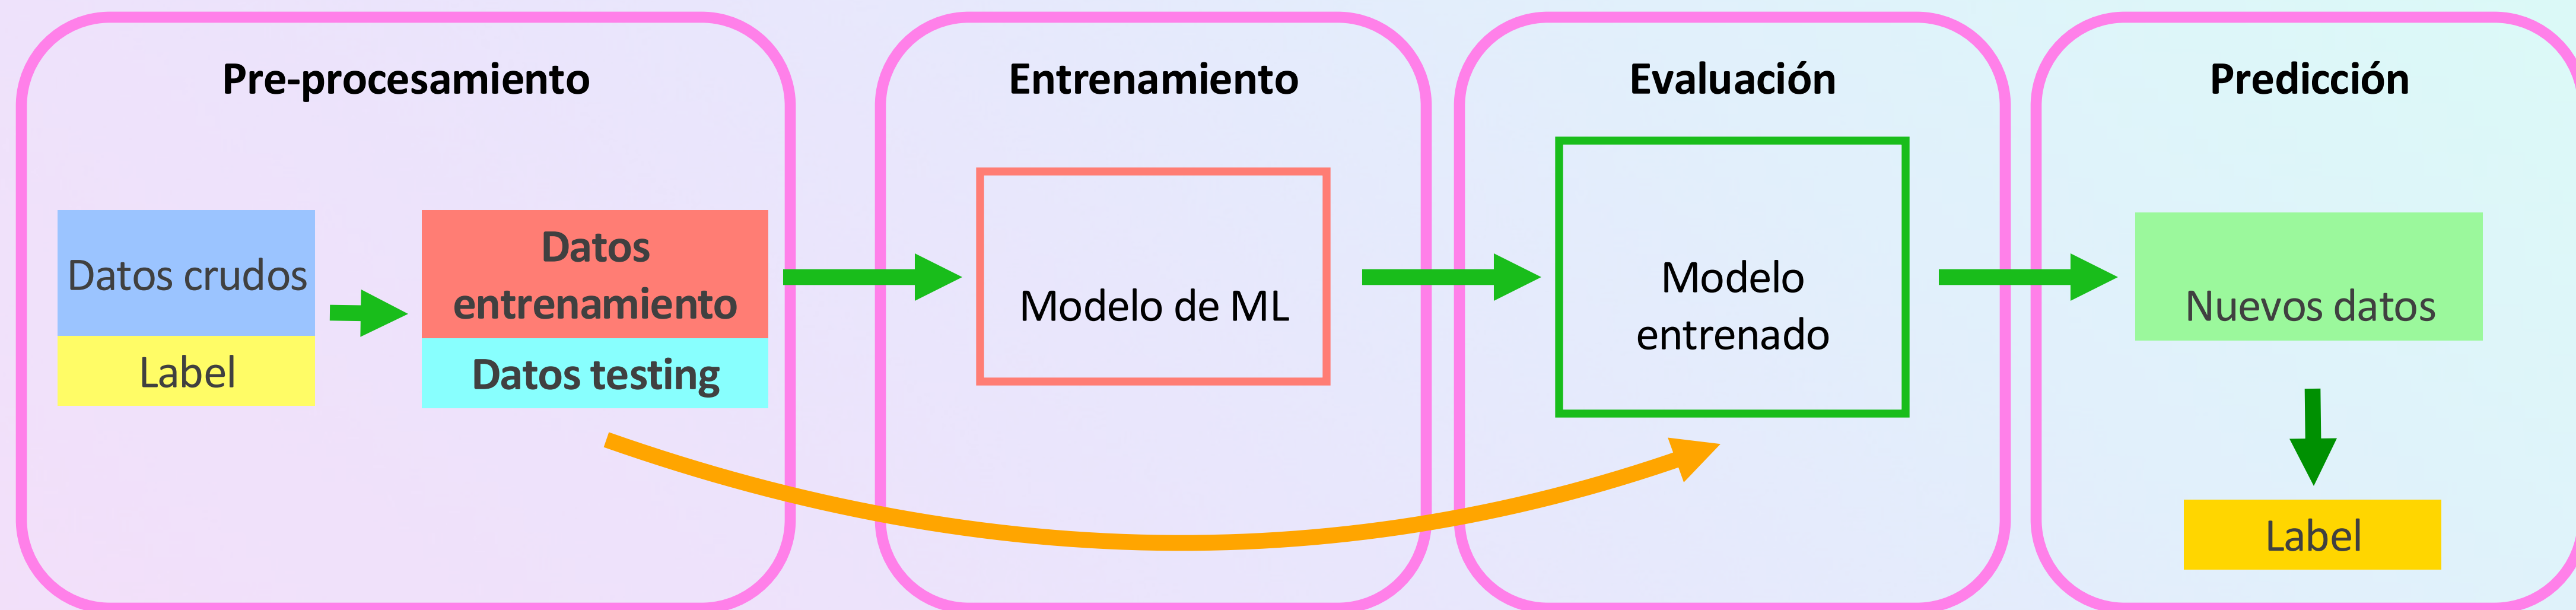 Pre-procesamiento
Datos crudos
Label
Datos
entrenamiento
Datos testing
Entrenamiento
Modelo de ML
Evaluación
Modelo
entrenado
Predicción
Nuevos datos
Label